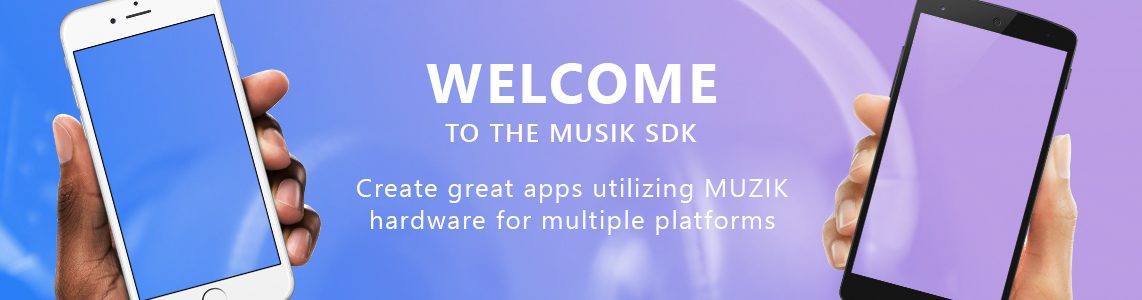 WELCOME
TO THE MUSIK SDK
Create great apps utilizing MUZIK
hardware for multiple platforms